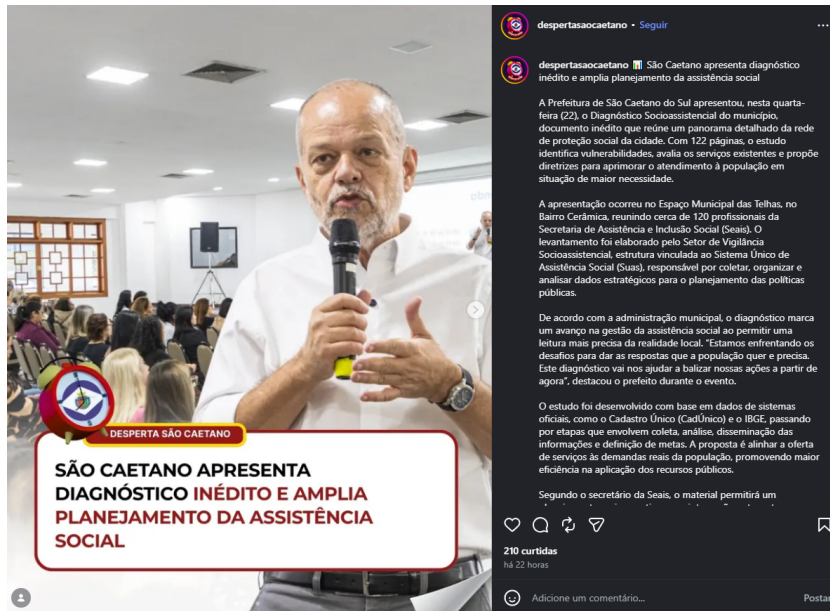 DESPERTA SÃO CAETANO
SÃO CAETANO APRESENTA
DIAGNÓSTICO INÉDITO E AMPLIA
PLANEJAMENTO DA ASSISTÊNCIA
SOCIAL
despertasaocaetano • Seguir
despertasaocaetano 📊 São Caetano apresenta diagnóstico
inédito e amplia planejamento da assistência social
A Prefeitura de São Caetano do Sul apresentou, nesta quarta-
feira (22), o Diagnóstico Socioassistencial do município,
documento inédito que reúne um panorama detalhado da rede
de proteção social da cidade. Com 122 páginas, o estudo
identifica vulnerabilidades, avalia os serviços existentes e propõe
diretrizes para aprimorar o atendimento à população em
situação de maior necessidade.
A apresentação ocorreu no Espaço Municipal das Telhas, no
Bairro Cerâmica, reunindo cerca de 120 profissionais da
Secretaria de Assistência e Inclusão Social (Seais). O
levantamento foi elaborado pelo Setor de Vigilância
Socioassistencial, estrutura vinculada ao Sistema Único de
Assistência Social (Suas), responsável por coletar, organizar e
analisar dados estratégicos para o planejamento das políticas
públicas.
De acordo com a administração municipal, o diagnóstico marca
um avanço na gestão da assistência social ao permitir uma
leitura mais precisa da realidade local. “Estamos enfrentando os
desafios para dar as respostas que a população quer e precisa.
Este diagnóstico vai nos ajudar a balizar nossas ações a partir de
agora”, destacou o prefeito durante o evento.
O estudo foi desenvolvido com base em dados de sistemas
oficiais, como o Cadastro Único (CadÚnico) e o IBGE, passando
por etapas que envolvem coleta, análise, disseminação das
informações e definição de metas. A proposta é alinhar a oferta
de serviços às demandas reais da população, promovendo maior
eficiência na aplicação dos recursos públicos.
Segundo o secretário da Seais, o material permitirá um
210 curtidas
há 22 horas
Adicione um comentário...
Postar